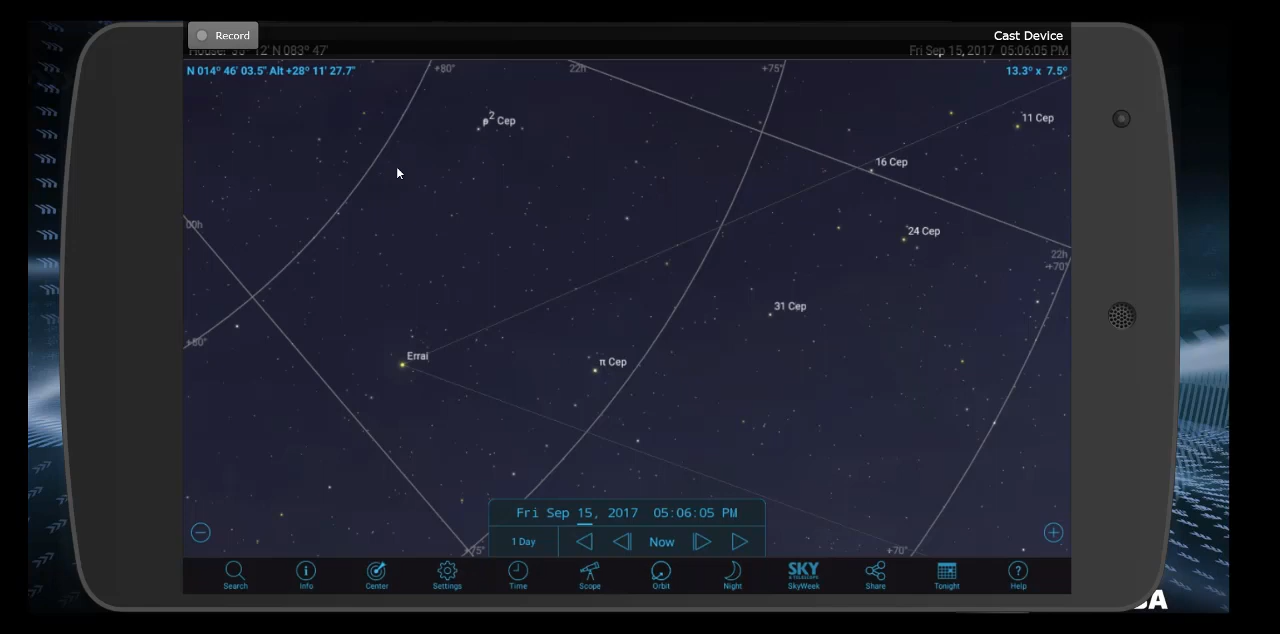 Record
Cast Device
N 083° 47'
Fri Sep 15, 2017 05:06:05 PM
N 014° 46' 03.5" Alt +28° 11' 27.7"
+80°
22h
+75°
13.3° x 7.5°
2 Cep
11 Cep
16 Cep
00h
24 Cep
22h
+70°
31 Cep
Errai
π Cep
Fri Sep 15, 2017 05:06:05 PM
1 Day
Now
+75°
+70°
Search
Info
Center
Settings
Time
Scope
Orbit
Night
SKY
SkyWeek
Share
Tonight
Help